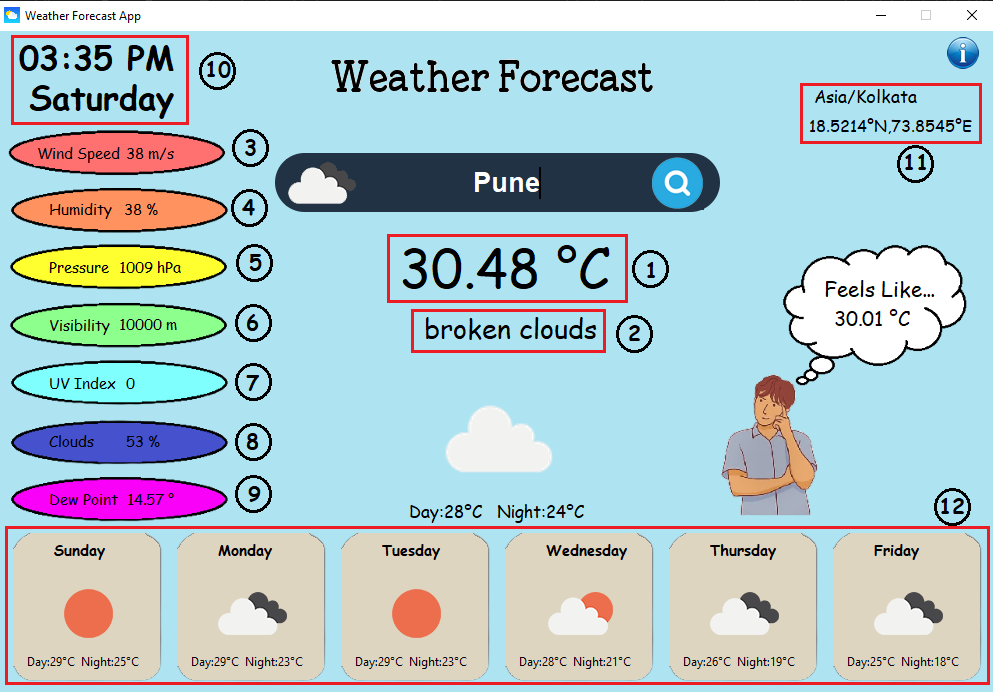 Weather Forecast App
03:35 PM
Saturday
10
Weather Forecast
i
Asia/Kolkata
18.5214°N,73.8545°E
11
Wind Speed 38 m/s
3
Humidity 38 %
4
Pressure 1009 hPa
5
Visibility 10000 m
6
UV Index 0
7
Clouds 53 %
8
Dew Point 14.57 °
9
Pune
30.48 °C
1
broken clouds
2
Feels Like...
30.01 °C
Day:28°C Night:24°C
12
Sunday
Day:29°C Night:25°C
Monday
Day:29°C Night:23°C
Tuesday
Day:29°C Night:23°C
Wednesday
Day:28°C Night:21°C
Thursday
Day:26°C Night:19°C
Friday
Day:25°C Night:18°C